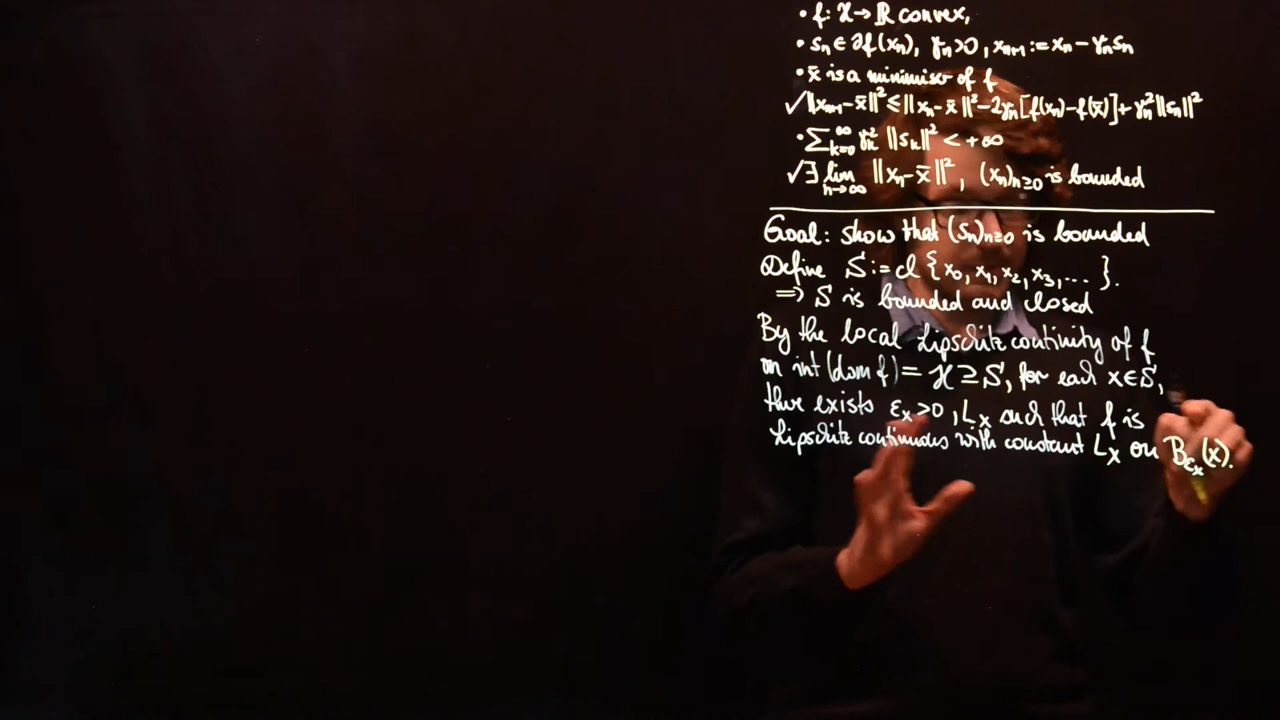 • f: X → ℝ convex,
• sₙ ∈ ∂f(xₙ), γₙ > 0, xₙ₊₁ := xₙ − γₙsₙ
• x̄ is a minimiser of f
✓ ‖xₙ₊₁ − x̄‖² ≤ ‖xₙ − x̄‖² − 2γₙ[f(xₙ) − f(x̄)] + γₙ²‖sₙ‖²
• ∑_{k=0}^{∞} γₖ² ‖sₖ‖² < +∞
✓ ∃ lim_{n→∞} ‖xₙ − x̄‖², (xₙ)_{n≥0} is bounded
Goal: show that (sₙ)_{n≥0} is bounded
Define S := cl {x₀, x₁, x₂, x₃, ... }.
⇒ S is bounded and closed
By the local Lipschitz continuity of f
on int(dom f) = X ⊇ S, for each x ∈ S,
there exists εₓ > 0, Lₓ such that f is
Lipschitz continuous with constant Lₓ on B_{εₓ}(x).